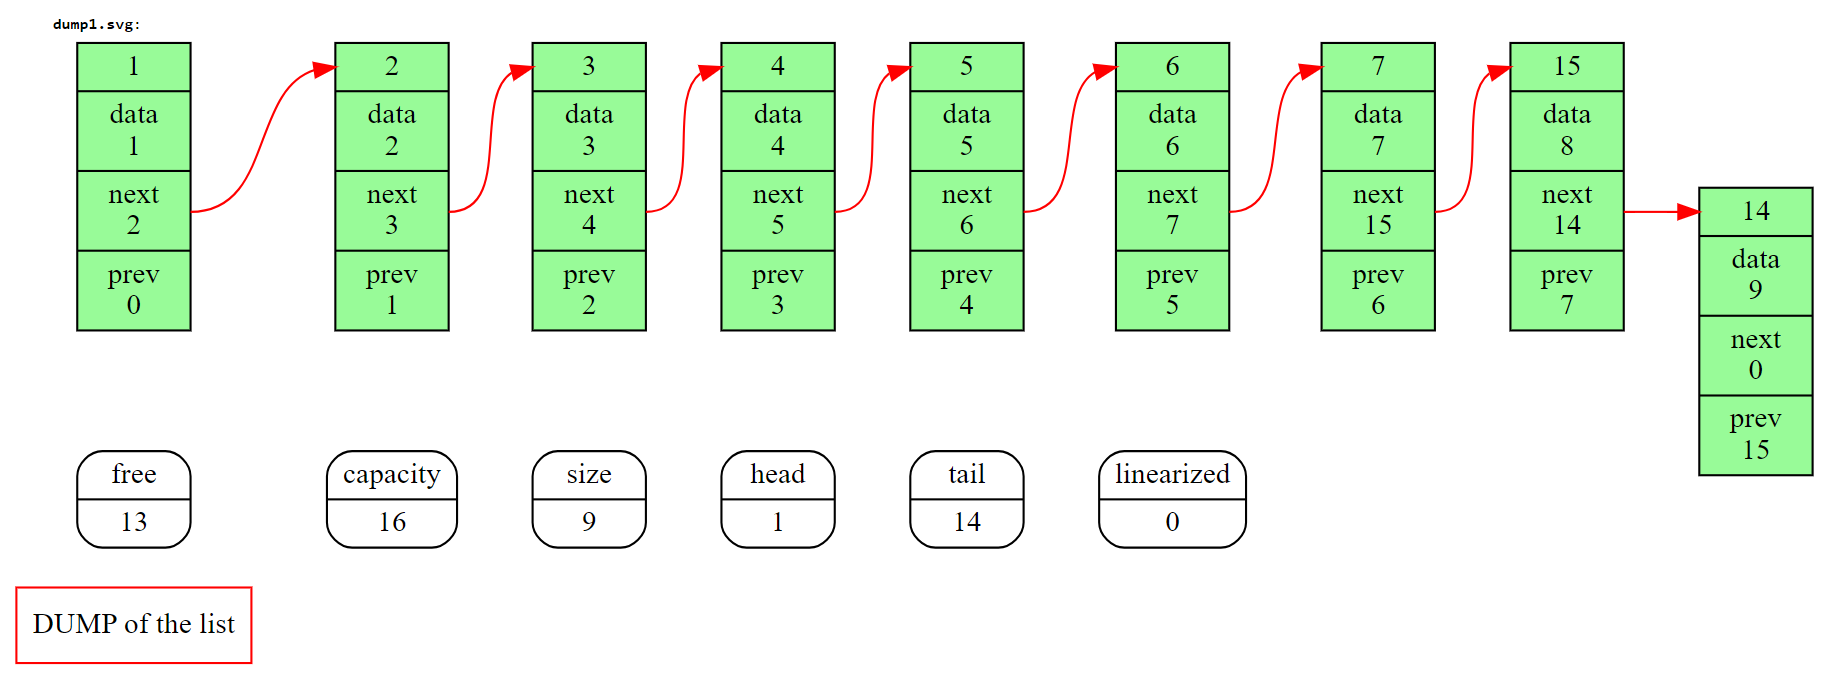 dump1.svg:
1
data
1
next
2
prev
0
2
data
2
next
3
prev
1
3
data
3
next
4
prev
2
4
data
4
next
5
prev
3
5
data
5
next
6
prev
4
6
data
6
next
7
prev
5
7
data
7
next
15
prev
6
15
data
8
next
14
prev
7
14
data
9
next
0
prev
15
free
13
capacity
16
size
9
head
1
tail
14
linearized
0
DUMP of the list